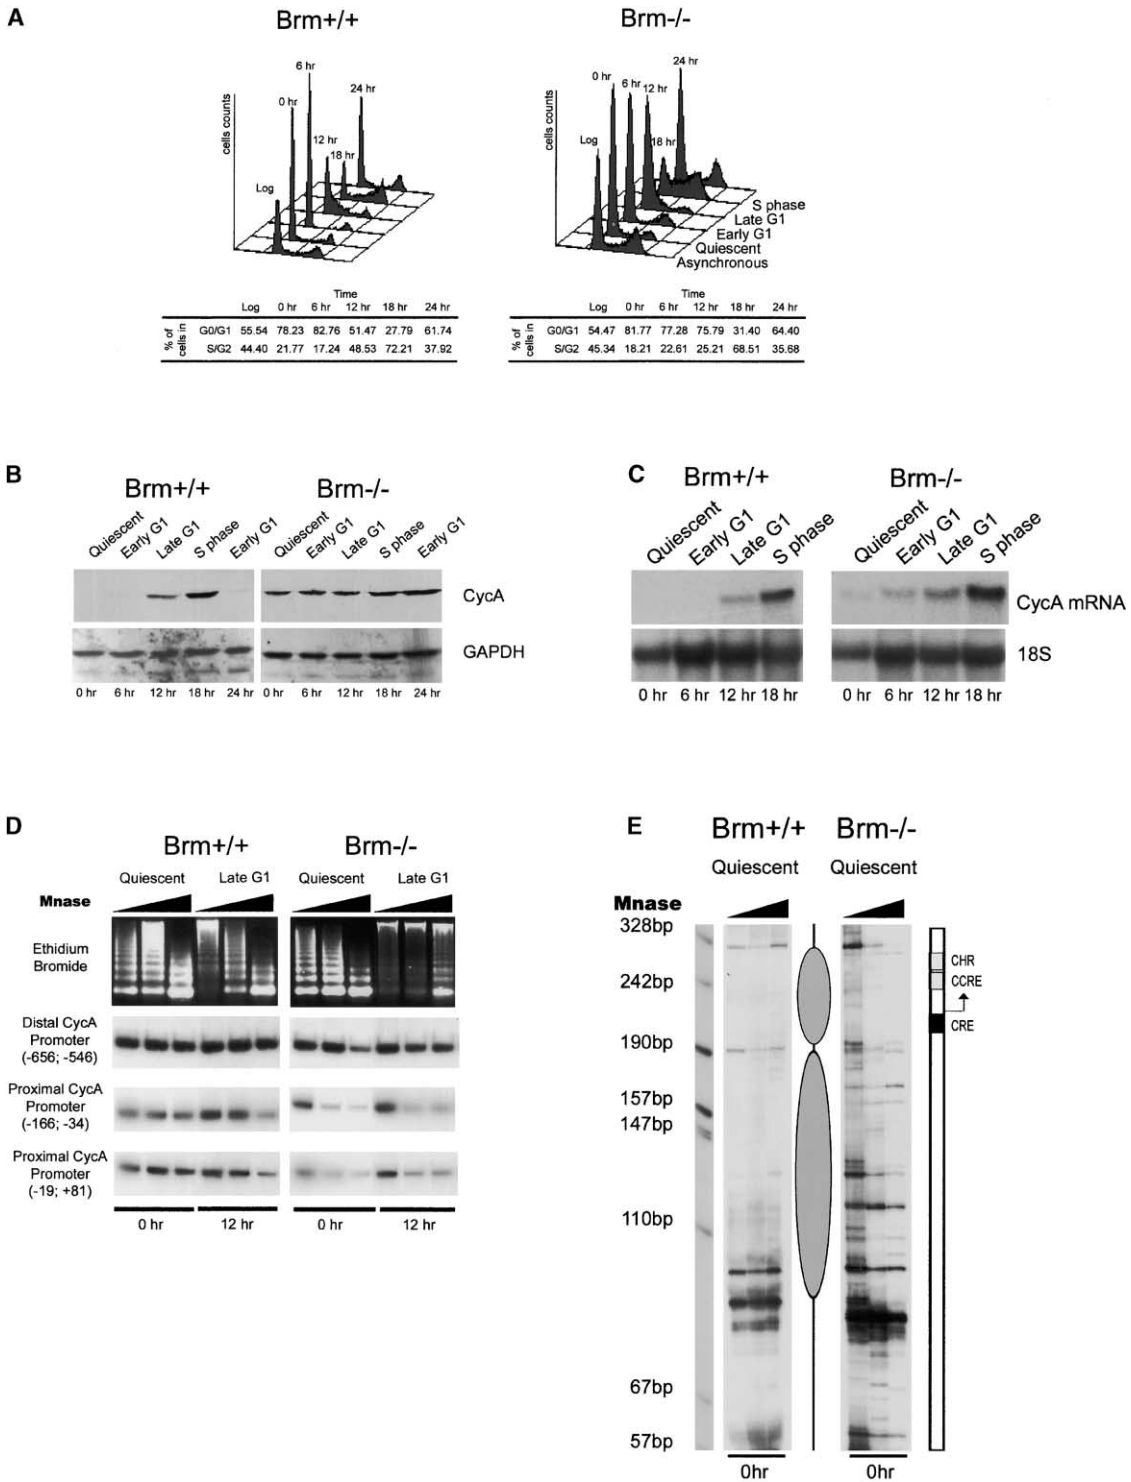 A
Brm+/+
Brm-/-
cells counts
Log
0 hr
6 hr
12 hr
18 hr
24 hr
cells counts
Log
0 hr
6 hr
12 hr
18 hr
24 hr
S phase
Late G1
Early G1
Quiescent
Asynchronous
Time
Log 0 hr 6 hr 12 hr 18 hr 24 hr
% of cells in
G0/G1 55.54 78.23 82.76 51.47 27.79 61.74
S/G2 44.40 21.77 17.24 48.53 72.21 37.92
Time
Log 0 hr 6 hr 12 hr 18 hr 24 hr
% of cells in
G0/G1 54.47 81.77 77.28 75.79 31.40 64.40
S/G2 45.34 18.21 22.61 25.21 68.51 35.68
B
Brm+/+
Brm-/-
Quiescent Early G1 Late G1 S phase Early G1
Quiescent Early G1 Late G1 S phase Early G1
CycA
GAPDH
0 hr 6 hr 12 hr 18 hr 24 hr
0 hr 6 hr 12 hr 18 hr 24 hr
C
Brm+/+
Brm-/-
Quiescent Early G1 Late G1 S phase
Quiescent Early G1 Late G1 S phase
CycA mRNA
18S
0 hr 6 hr 12 hr 18 hr
0 hr 6 hr 12 hr 18 hr
D
Brm+/+
Brm-/-
Quiescent Late G1
Quiescent Late G1
Mnase
Ethidium
Bromide
Distal CycA
Promoter
(-656; -546)
Proximal CycA
Promoter
(-166; -34)
Proximal CycA
Promoter
(-19; +81)
0 hr 12 hr
0 hr 12 hr
E
Brm+/+
Brm-/-
Quiescent
Quiescent
Mnase
328bp
242bp
190bp
157bp
147bp
110bp
67bp
57bp
CHR
CCRE
CRE
0hr
0hr